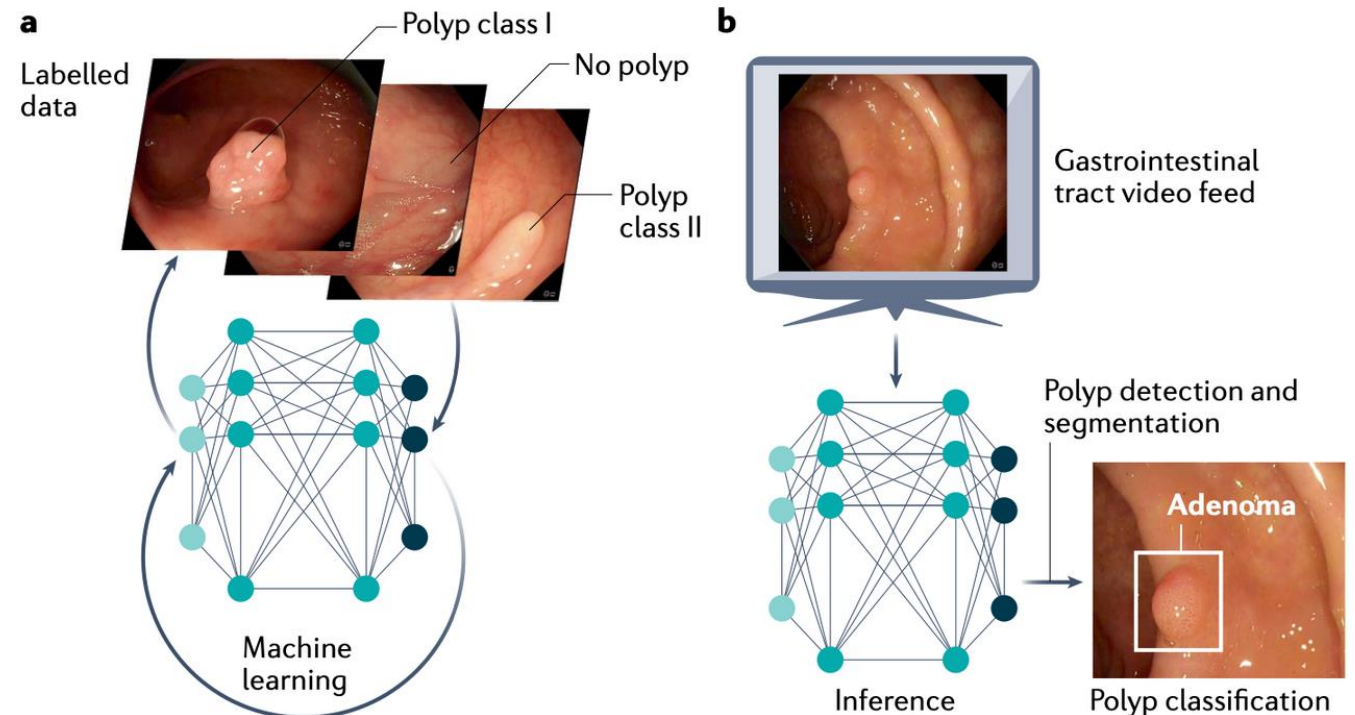 a
Labelled
data
Polyp class I
No polyp
Polyp
class II
Machine
learning
b
Gastrointestinal
tract video feed
Polyp detection and
segmentation
Adenoma
Inference
Polyp classification